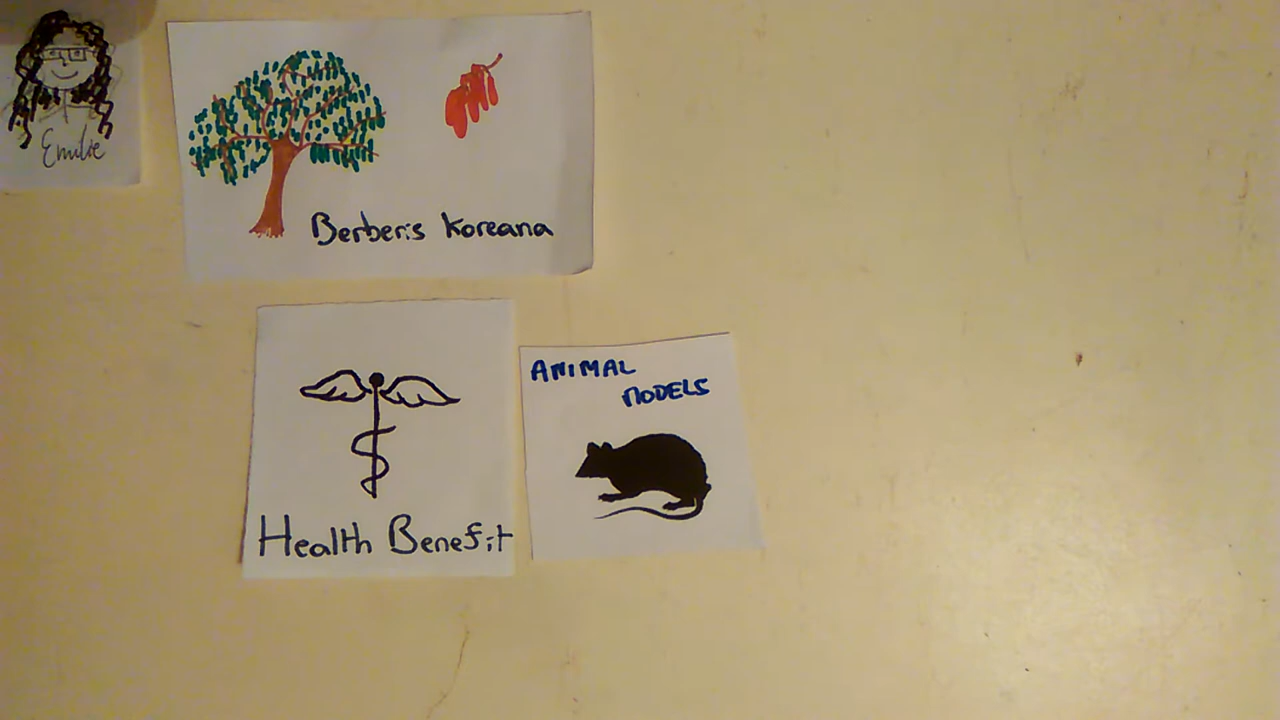 Emilie
Berberis Koreana
ANIMAL
MODELS
Health Benefit